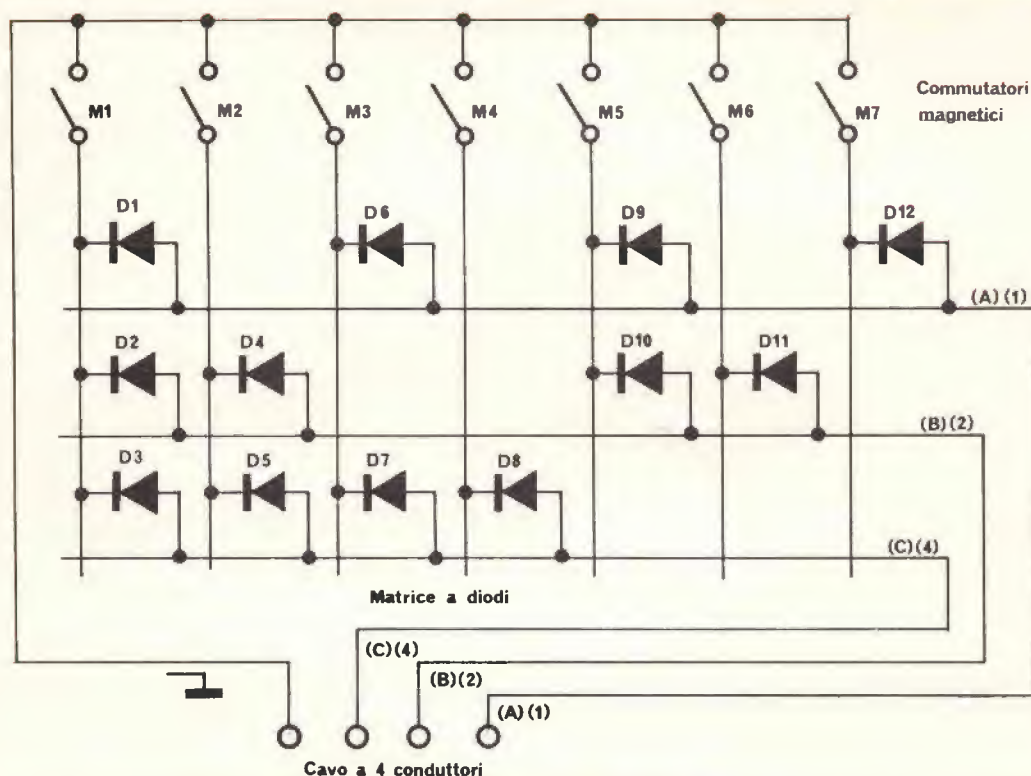 M1 M2 M3 M4 M5 M6 M7
Commutatori
magnetici
D1 D6 D9 D12
(A)(1)
D2 D4 D10 D11
(B)(2)
D3 D5 D7 D8
(C)(4)
Matrice a diodi
(C)(4)
(B)(2)
(A)(1)
Cavo a 4 conduttori